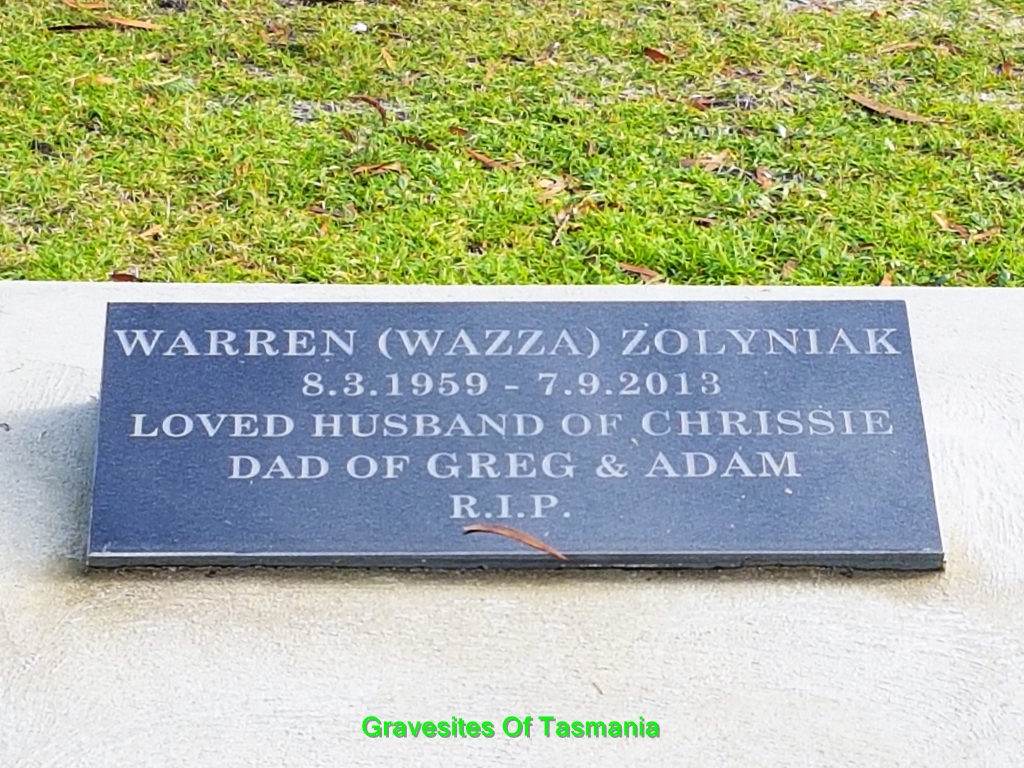 WARREN (WAZZA) ZOLYNIAK
8.3.1959 - 7.9.2013
LOVED HUSBAND OF CHRISSIE
DAD OF GREG & ADAM
R.I.P.
Gravesites Of Tasmania